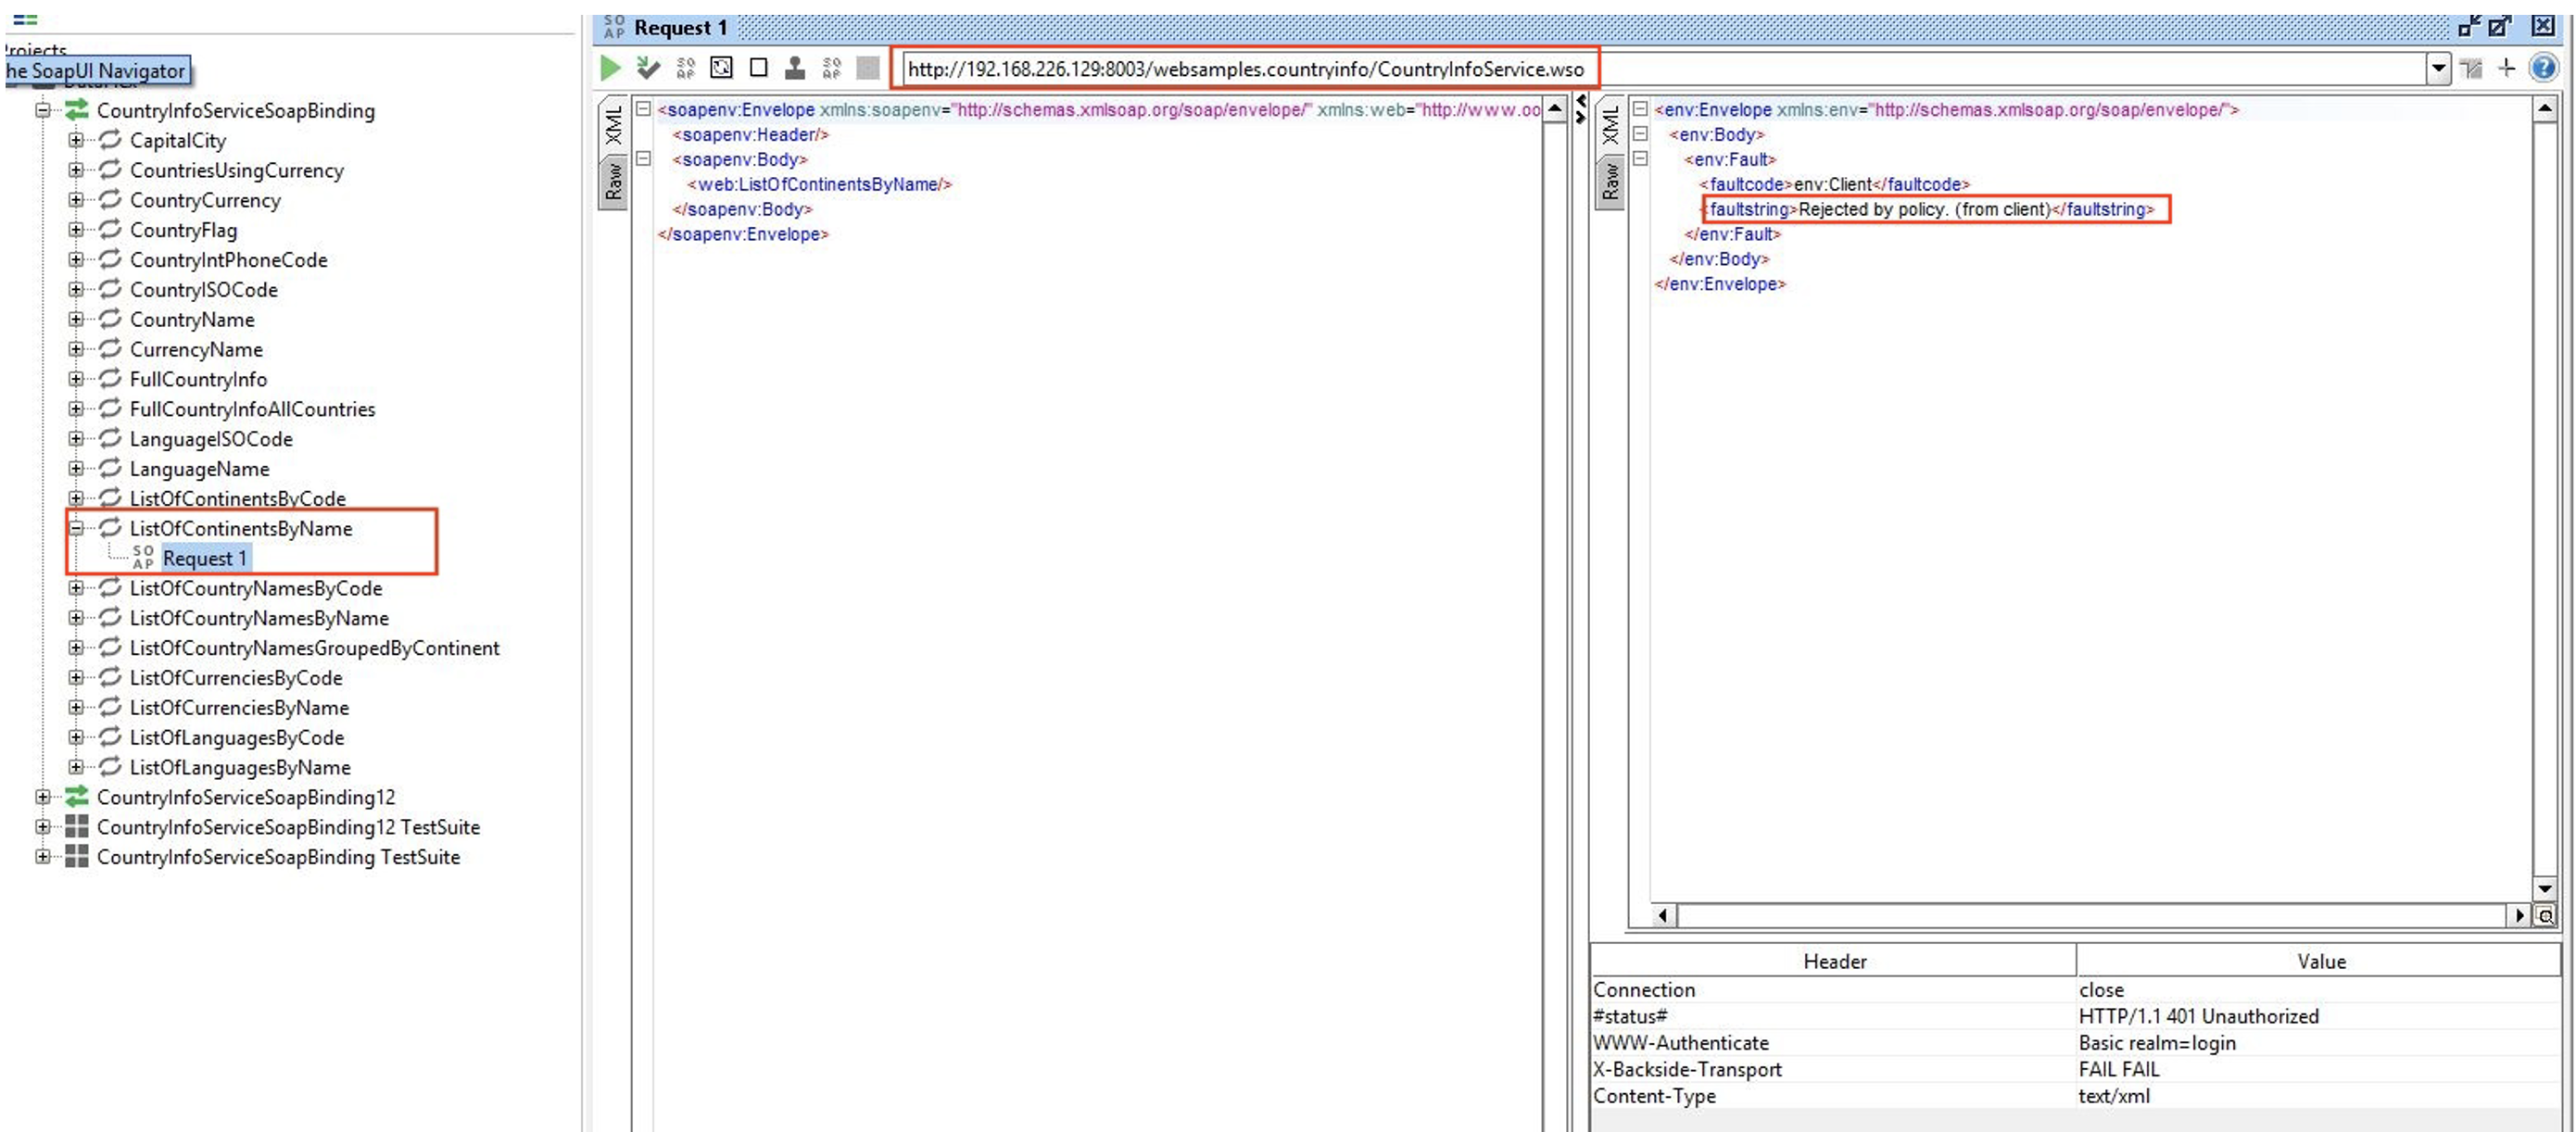 Projects
he SoapUI Navigator
CountryInfoServiceSoapBinding
CapitalCity
CountriesUsingCurrency
CountryCurrency
CountryFlag
CountryIntPhoneCode
CountryISOCode
CountryName
CurrencyName
FullCountryInfo
FullCountryInfoAllCountries
LanguageISOCode
LanguageName
ListOfContinentsByCode
ListOfContinentsByName
SO AP Request 1
ListOfCountryNamesByCode
ListOfCountryNamesByName
ListOfCountryNamesGroupedByContinent
ListOfCurrenciesByCode
ListOfCurrenciesByName
ListOfLanguagesByCode
ListOfLanguagesByName
CountryInfoServiceSoapBinding12
CountryInfoServiceSoapBinding12 TestSuite
CountryInfoServiceSoapBinding TestSuite
SO AP Request 1
SO AP SO AP http://192.168.226.129:8003/websamples.countryinfo/CountryInfoService.wso
XML
Raw
<soapenv:Envelope xmlns:soapenv="http://schemas.xmlsoap.org/soap/envelope/" xmlns:web="http://www.oo
<soapenv:Header/>
<soapenv:Body>
<web:ListOfContinentsByName/>
</soapenv:Body>
</soapenv:Envelope>
XML
Raw
<env:Envelope xmlns:env="http://schemas.xmlsoap.org/soap/envelope/">
<env:Body>
<env:Fault>
<faultcode>env:Client</faultcode>
<faultstring>Rejected by policy. (from client)</faultstring>
</env:Fault>
</env:Body>
</env:Envelope>
Header Value
Connection close
#status# HTTP/1.1 401 Unauthorized
WWW-Authenticate Basic realm=login
X-Backside-Transport FAIL FAIL
Content-Type text/xml